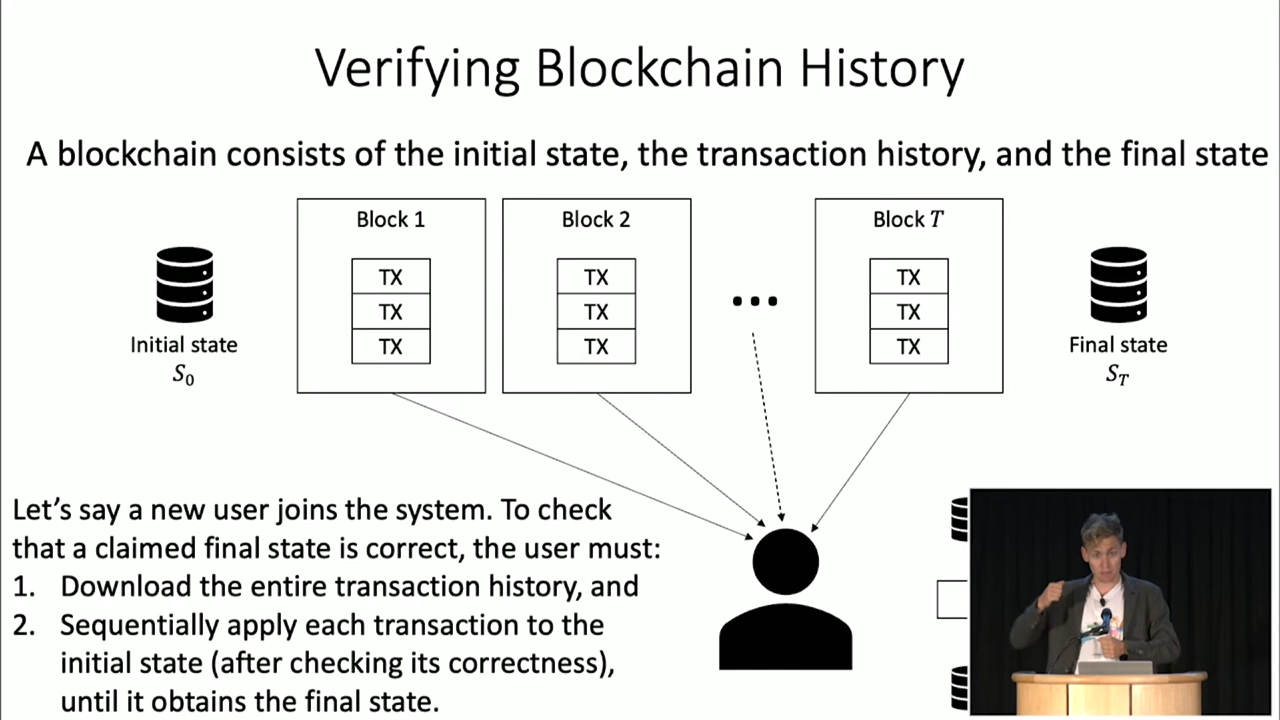 Verifying Blockchain History
A blockchain consists of the initial state, the transaction history, and the final state
Block 1
Block 2
Block T
TX
TX
TX
TX
TX
TX
• • •
TX
TX
TX
Initial state
S₀
Final state
S_T
Let’s say a new user joins the system. To check
that a claimed final state is correct, the user must:
1. Download the entire transaction history, and
2. Sequentially apply each transaction to the
initial state (after checking its correctness),
until it obtains the final state.